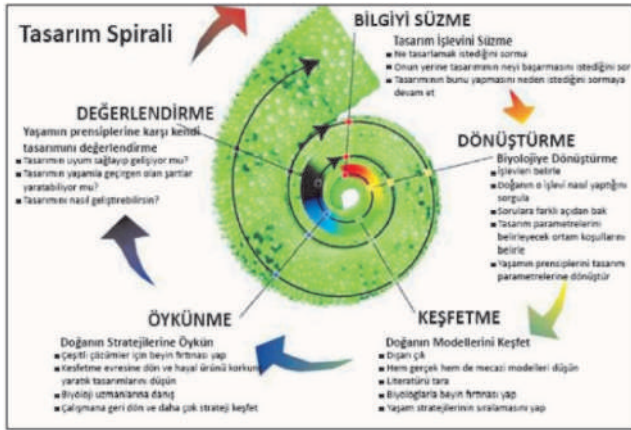 Tasarım Spirali
BİLGİYİ SÜZME
Tasarım İşlevini Süzme
▪ Ne tasarlamak istediğini sorma
▪ Onun yerine tasarımının neyi başarmasını istediğini sor
▪ Tasarımının bunu yapmasını neden istediğini sormaya
devam et
DÖNÜŞTÜRME
Biyolojiye Dönüştürme
▪ İşlevleri belirle
▪ Doğanın o işlevi nasıl yaptığını
sorgula
▪ Sorulara farklı açıdan bak
▪ Tasarım parametrelerini
belirleyecek ortam koşullarını
belirle
▪ Yaşamın prensiplerini tasarım
parametrelerine dönüştür
KEŞFETME
Doğanın Modellerini Keşfet
▪ Dışarı çık
▪ Hem gerçek hem de mecazi modelleri düşün
▪ Literatürü tara
▪ Biyologlarla beyin fırtınası yap
▪ Yaşam stratejilerinin sıralamasını yap
ÖYKÜNME
Doğanın Stratejilerine Öykün
▪ Çeşitli çözümler için beyin fırtınası yap
▪ Kesfetme evresine dön ve hayal ürünü korkunç
yaratık tasarımlarını düşün
▪ Biyoloji uzmanlarına danış
▪ Çalışmana geri dön ve daha çok strateji keşfet
DEĞERLENDİRME
Yaşamın prensiplerine karşı kendi
tasarımını değerlendirme
▪ Tasarımın uyum sağlayıp gelişiyor mu?
▪ Tasarımın yaşamla geçirgen olan şartlar
yaratabiliyor mu?
▪ Tasarımını nasıl geliştirebilirsin?